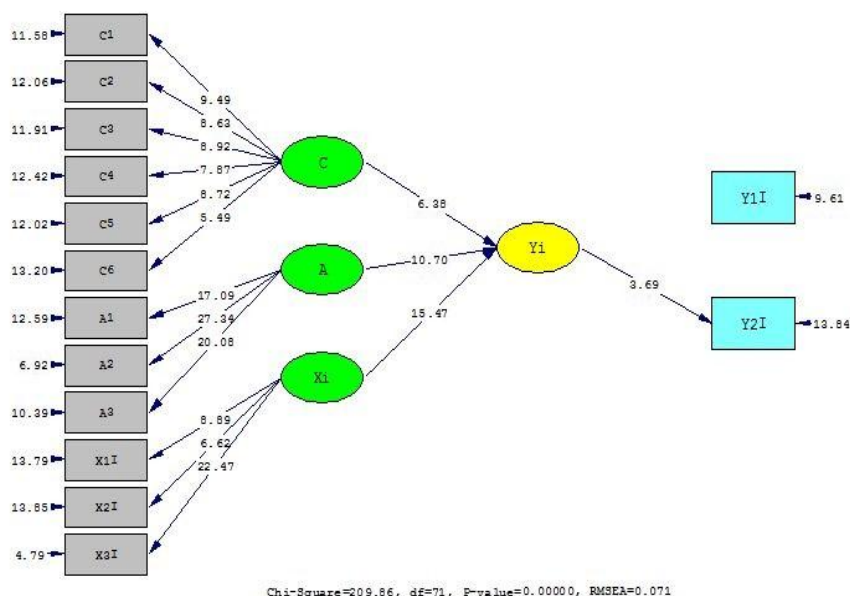 11.58 C1
12.06 C2
11.91 C3
12.42 C4
12.02 C5
13.20 C6
12.59 A1
6.92 A2
10.39 A3
13.79 X1I
13.85 X2I
4.79 X3I
9.49
8.63
8.92
7.87
8.72
5.49
17.09
27.34
20.08
8.89
6.62
22.47
C
A
Xi
6.38
10.70
15.47
Yi
3.69
Y1I 9.61
Y2I 13.84
Chi-Square=209.86, df=71, P-value=0.00000, RMSEA=0.071